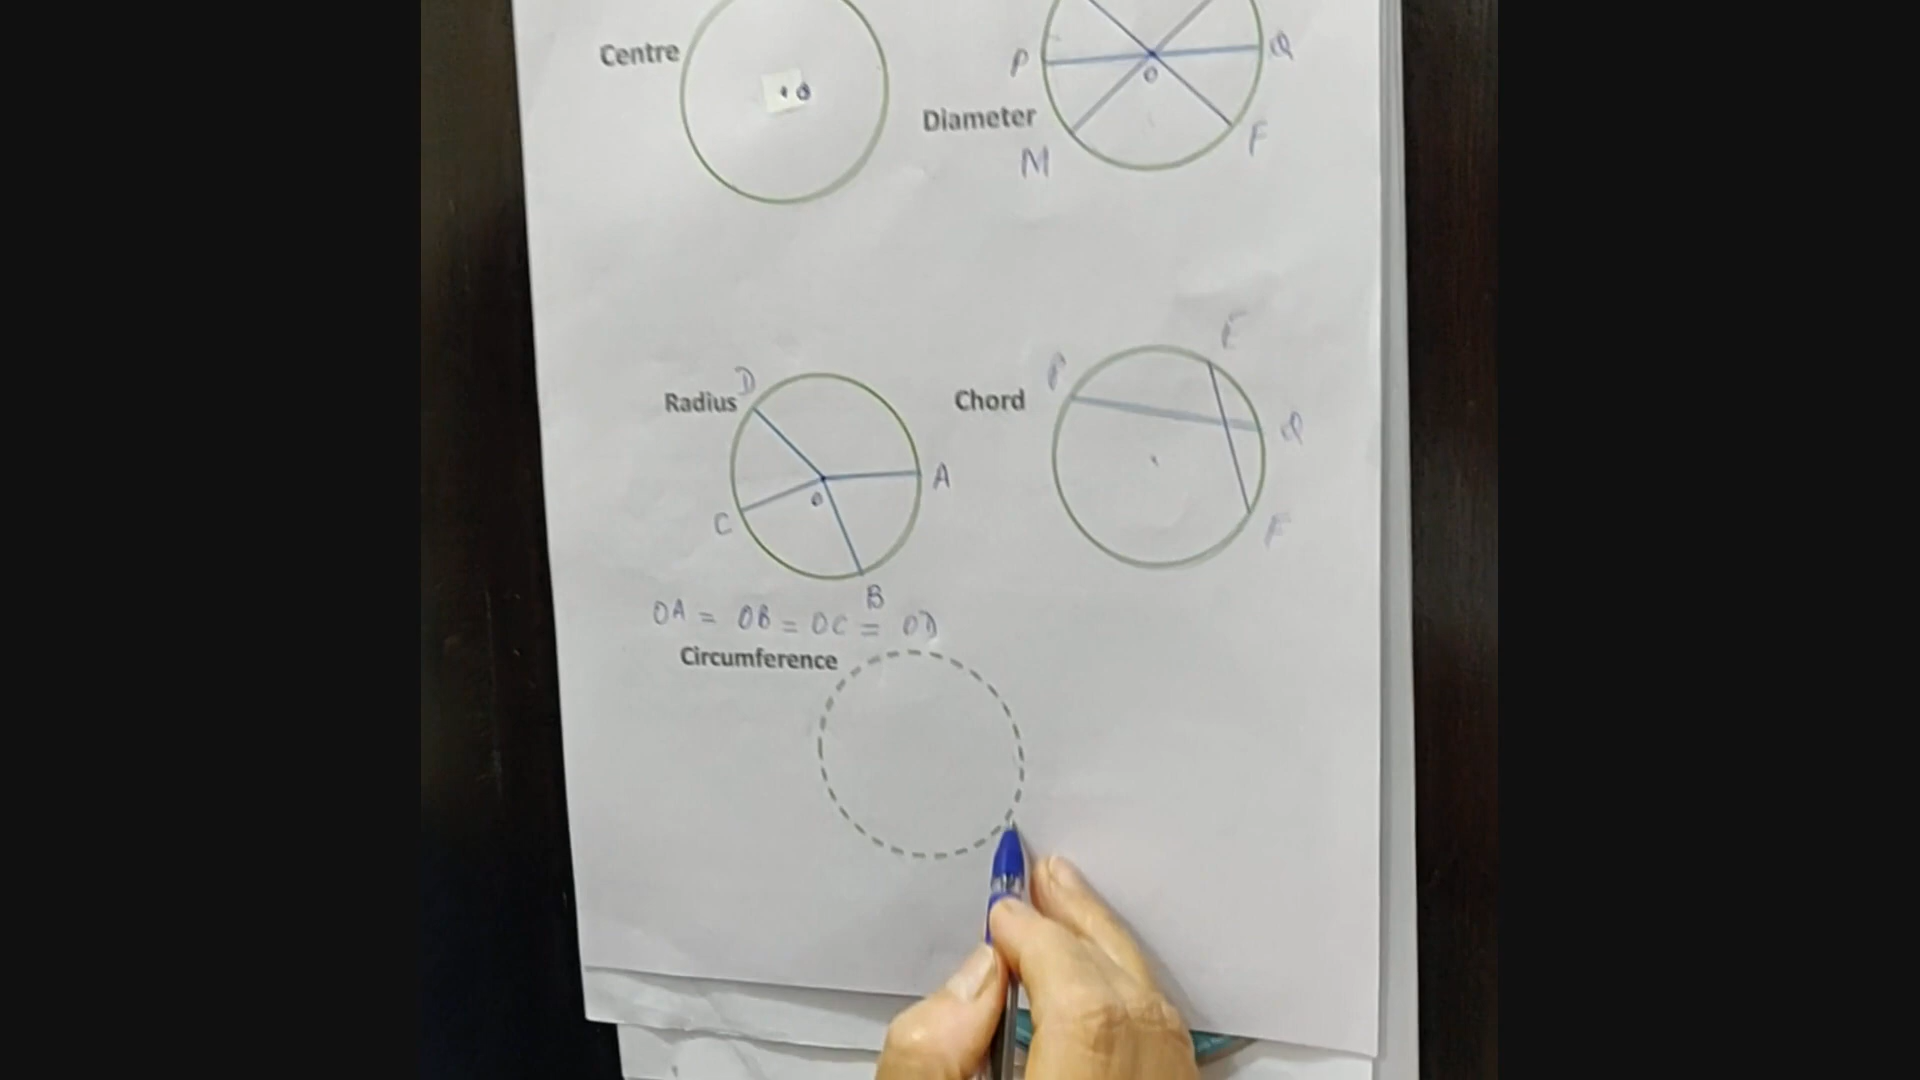 Centre
O
P
Q
O
Diameter
M
F
D
Radius
A
O
C
B
OA = OB = OC = OD
E
P
Chord
Q
F
Circumference